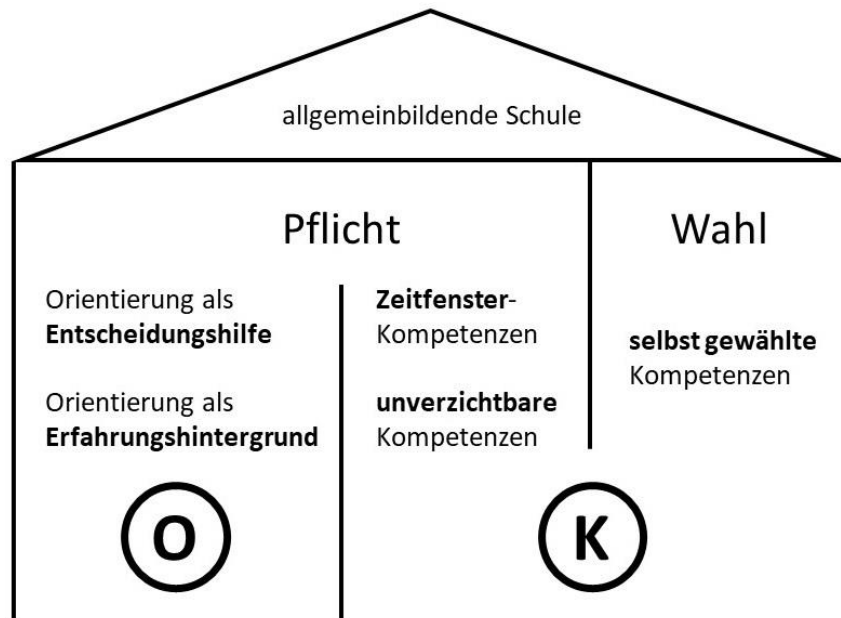 allgemeinbildende Schule
Pflicht
Wahl
Orientierung als
Entscheidungshilfe
Orientierung als
Erfahrungshintergrund
Zeitfenster-
Kompetenzen
unverzichtbare
Kompetenzen
selbst gewählte
Kompetenzen
O
K